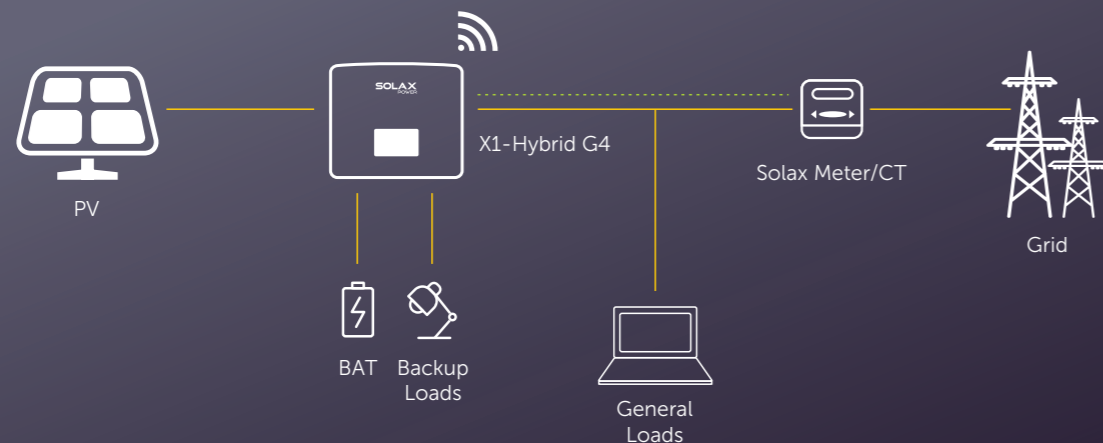 SOLAX
POWER
X1-Hybrid G4
Solax Meter/CT
PV
Grid
BAT
Backup
Loads
General
Loads